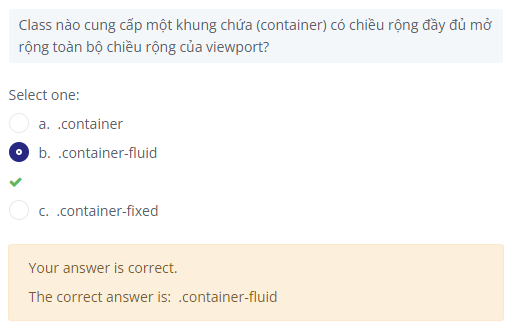 Class nào cung cấp một khung chứa (container) có chiều rộng đầy đủ mở
rộng toàn bộ chiều rộng của viewport?
Select one:
a. .container
b. .container-fluid
c. .container-fixed
Your answer is correct.
The correct answer is: .container-fluid